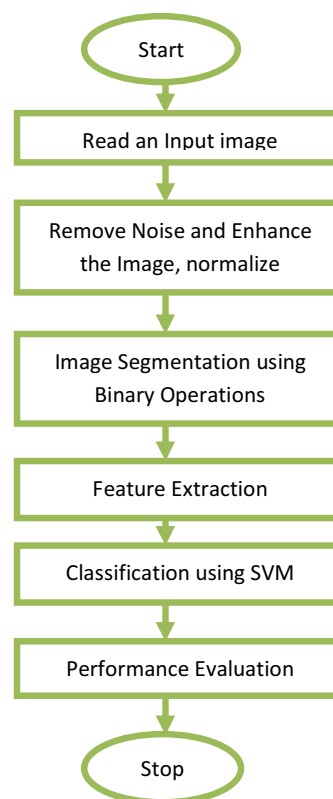 Start
Read an Input image
Remove Noise and Enhance
the Image, normalize
Image Segmentation using
Binary Operations
Feature Extraction
Classification using SVM
Performance Evaluation
Stop